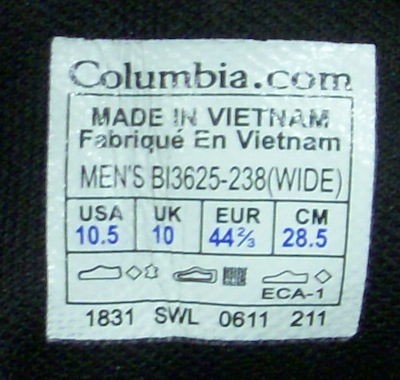 Columbia.com
MADE IN VIETNAM
Fabriqué En Vietnam
MEN'S BI3625-238(WIDE)
USA UK EUR CM
10.5 10 44⅔ 28.5
ECA-1
1831 SWL 0611 211